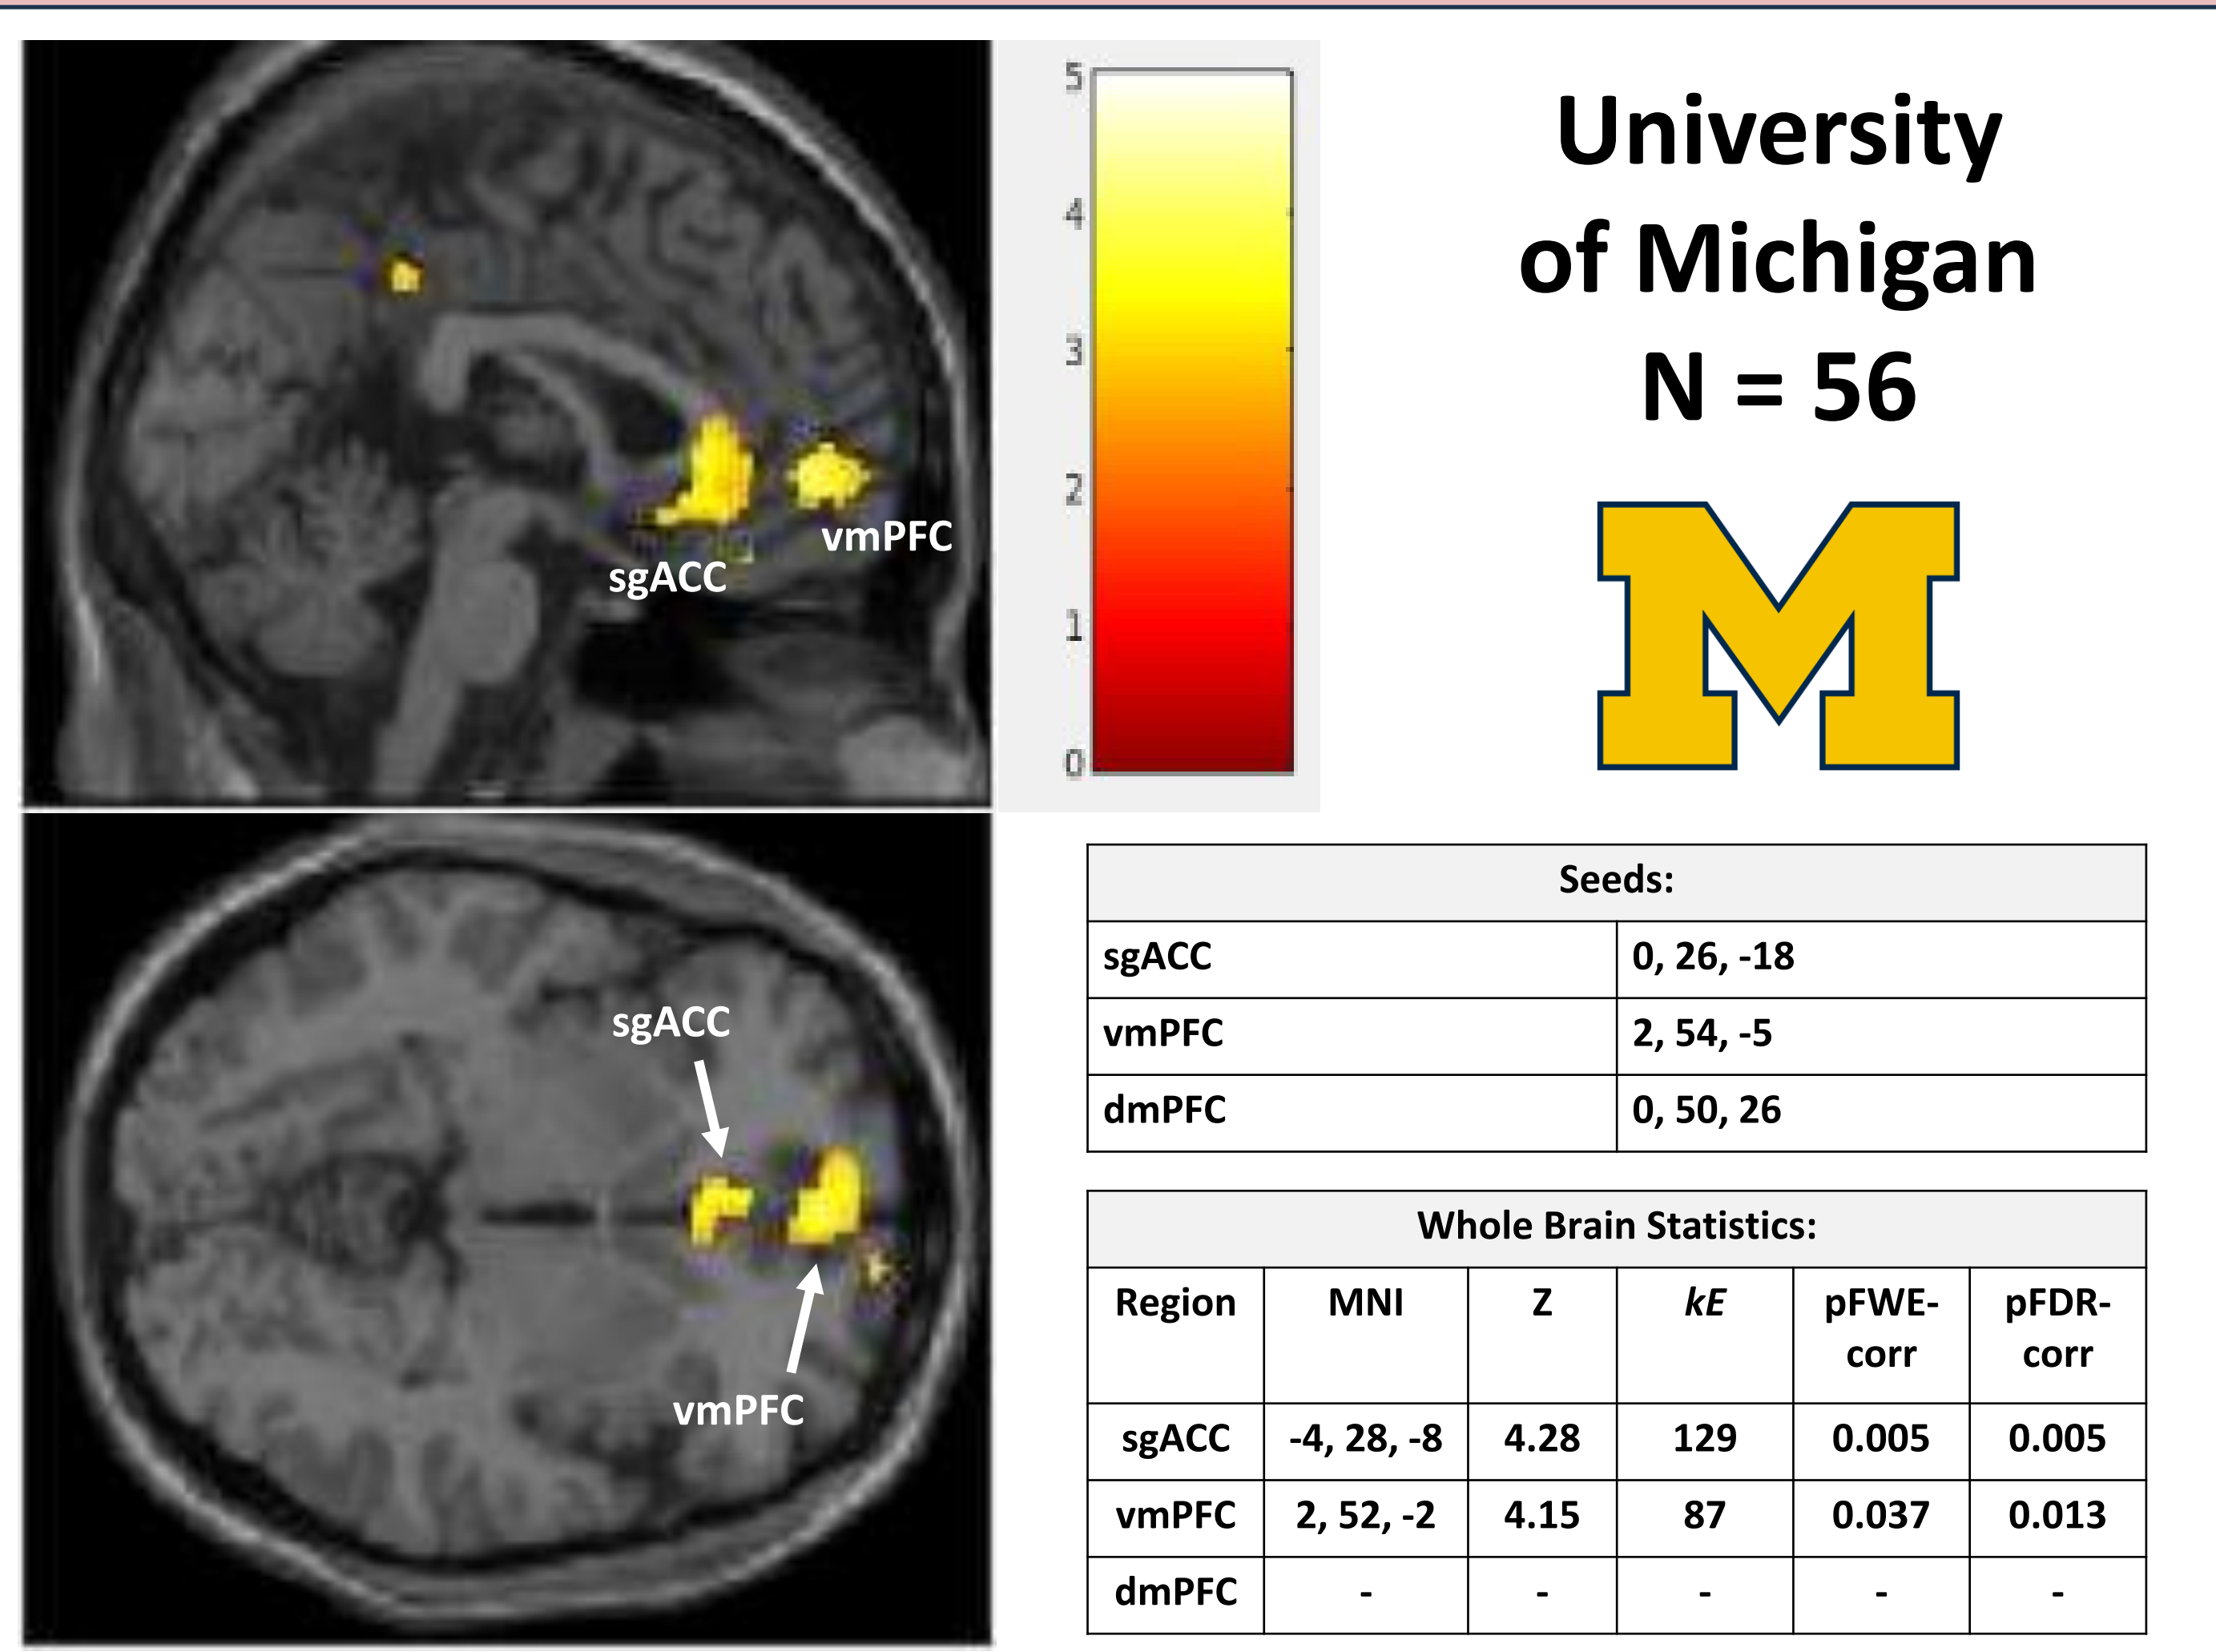 sgACC
vmPFC
5
4
3
2
1
0
University
of Michigan
N = 56
M
sgACC
vmPFC
Seeds:
sgACC 0, 26, -18
vmPFC 2, 54, -5
dmPFC 0, 50, 26
Whole Brain Statistics:
Region MNI Z kE pFWE- pFDR-
corr corr
sgACC -4, 28, -8 4.28 129 0.005 0.005
vmPFC 2, 52, -2 4.15 87 0.037 0.013
dmPFC - - - - -